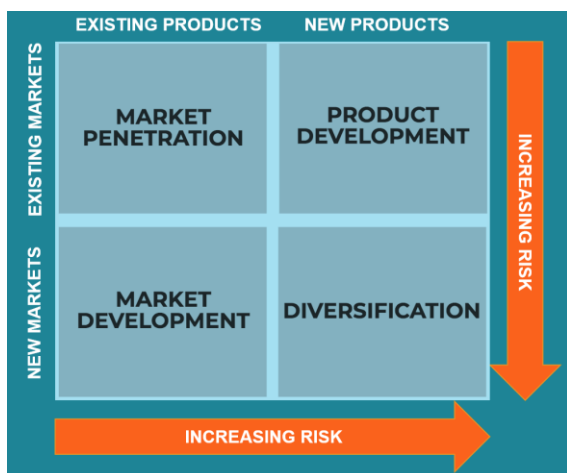 EXISTING PRODUCTS
NEW PRODUCTS
EXISTING MARKETS
MARKET
PENETRATION
PRODUCT
DEVELOPMENT
INCREASING RISK
NEW MARKETS
MARKET
DEVELOPMENT
DIVERSIFICATION
INCREASING RISK